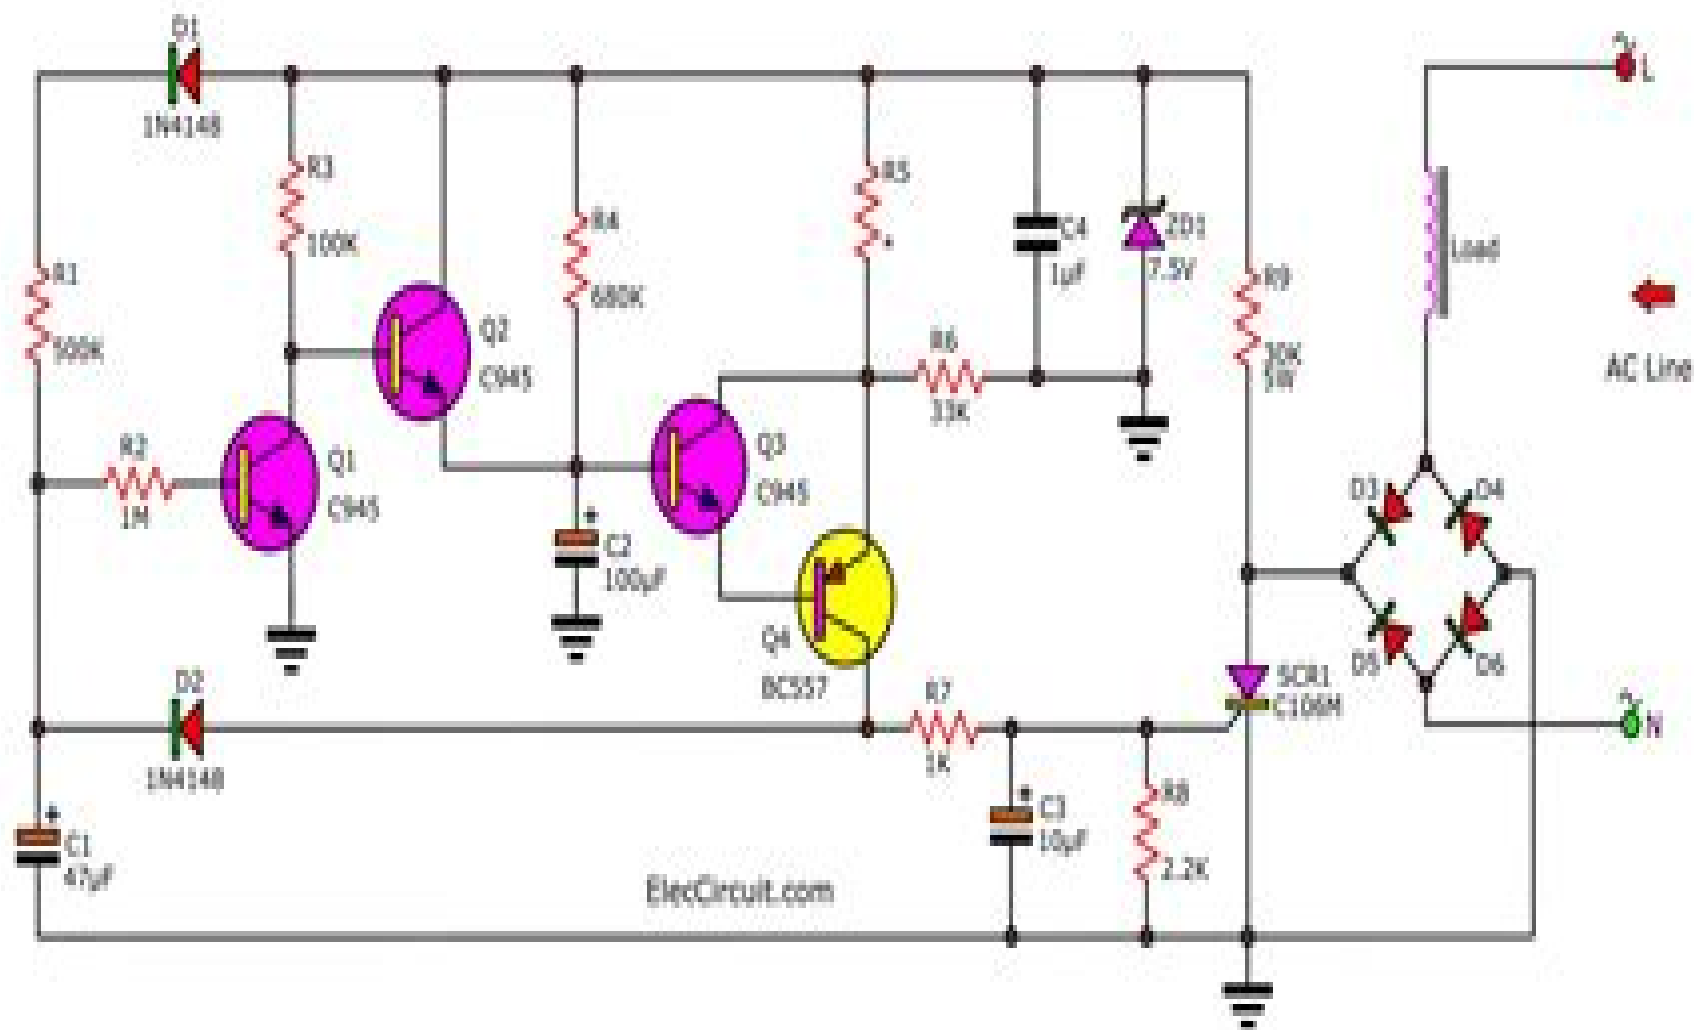 D1
1N4148
R3
100K
R1
R2
1M
Q1
C945
Q2
C945
R4
680K
C2
100µF
+
Q3
C945
R5
*
R6
33K
C4
1µF
ZD1
7.5V
R9
30K
5W
L
Load
AC Line
D3
D4
D5
D6
N
SCR1
C106M
Q4
BC557
D2
1N4148
R7
1K
+
C1
47µF
+
C3
10µF
R8
2.2K
ElecCircuit.com